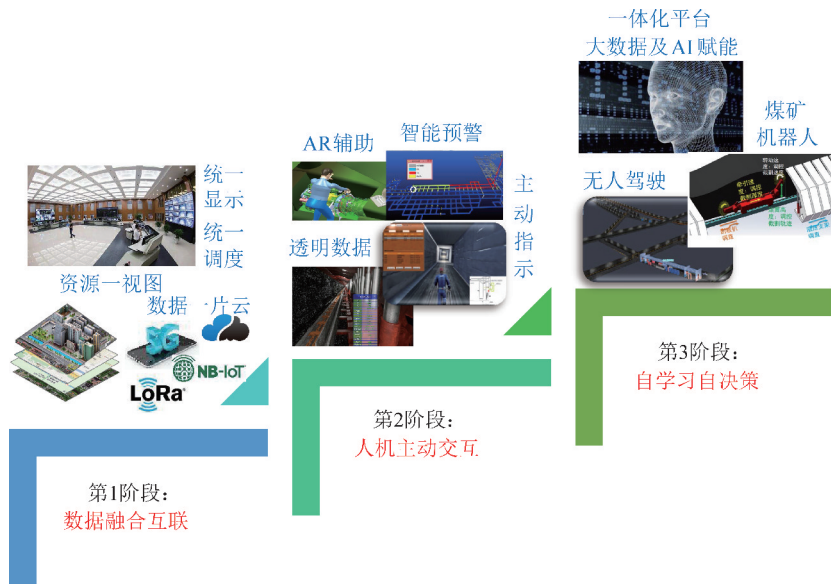 统一
显示
统一
调度
资源一视图
数据一片云
5G
NB-IoT
LoRa
第1阶段：
数据融合互联
AR辅助
智能预警
透明数据
主动指示
第2阶段：
人机主动交互
一体化平台
大数据及AI赋能
煤矿
机器人
无人驾驶
第3阶段：
自学习自决策